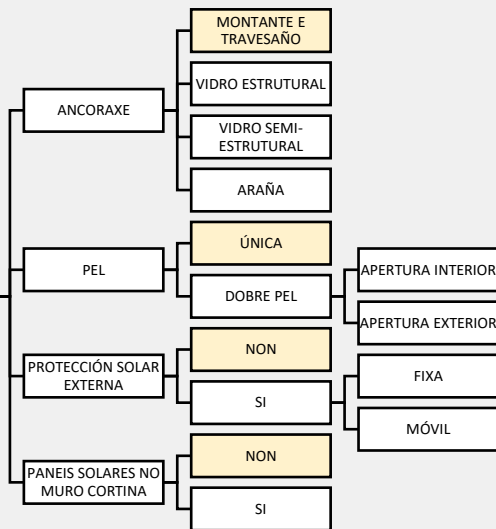 MONTANTE E
TRAVESAÑO
VIDRO ESTRUTURAL
ANCORAXE
VIDRO SEMI-
ESTRUTURAL
ARAÑA
ÚNICA
PEL
DOBRE PEL
APERTURA INTERIOR
APERTURA EXTERIOR
NON
PROTECCIÓN SOLAR
EXTERNA
SI
FIXA
MÓVIL
NON
PANEIS SOLARES NO
MURO CORTINA
SI